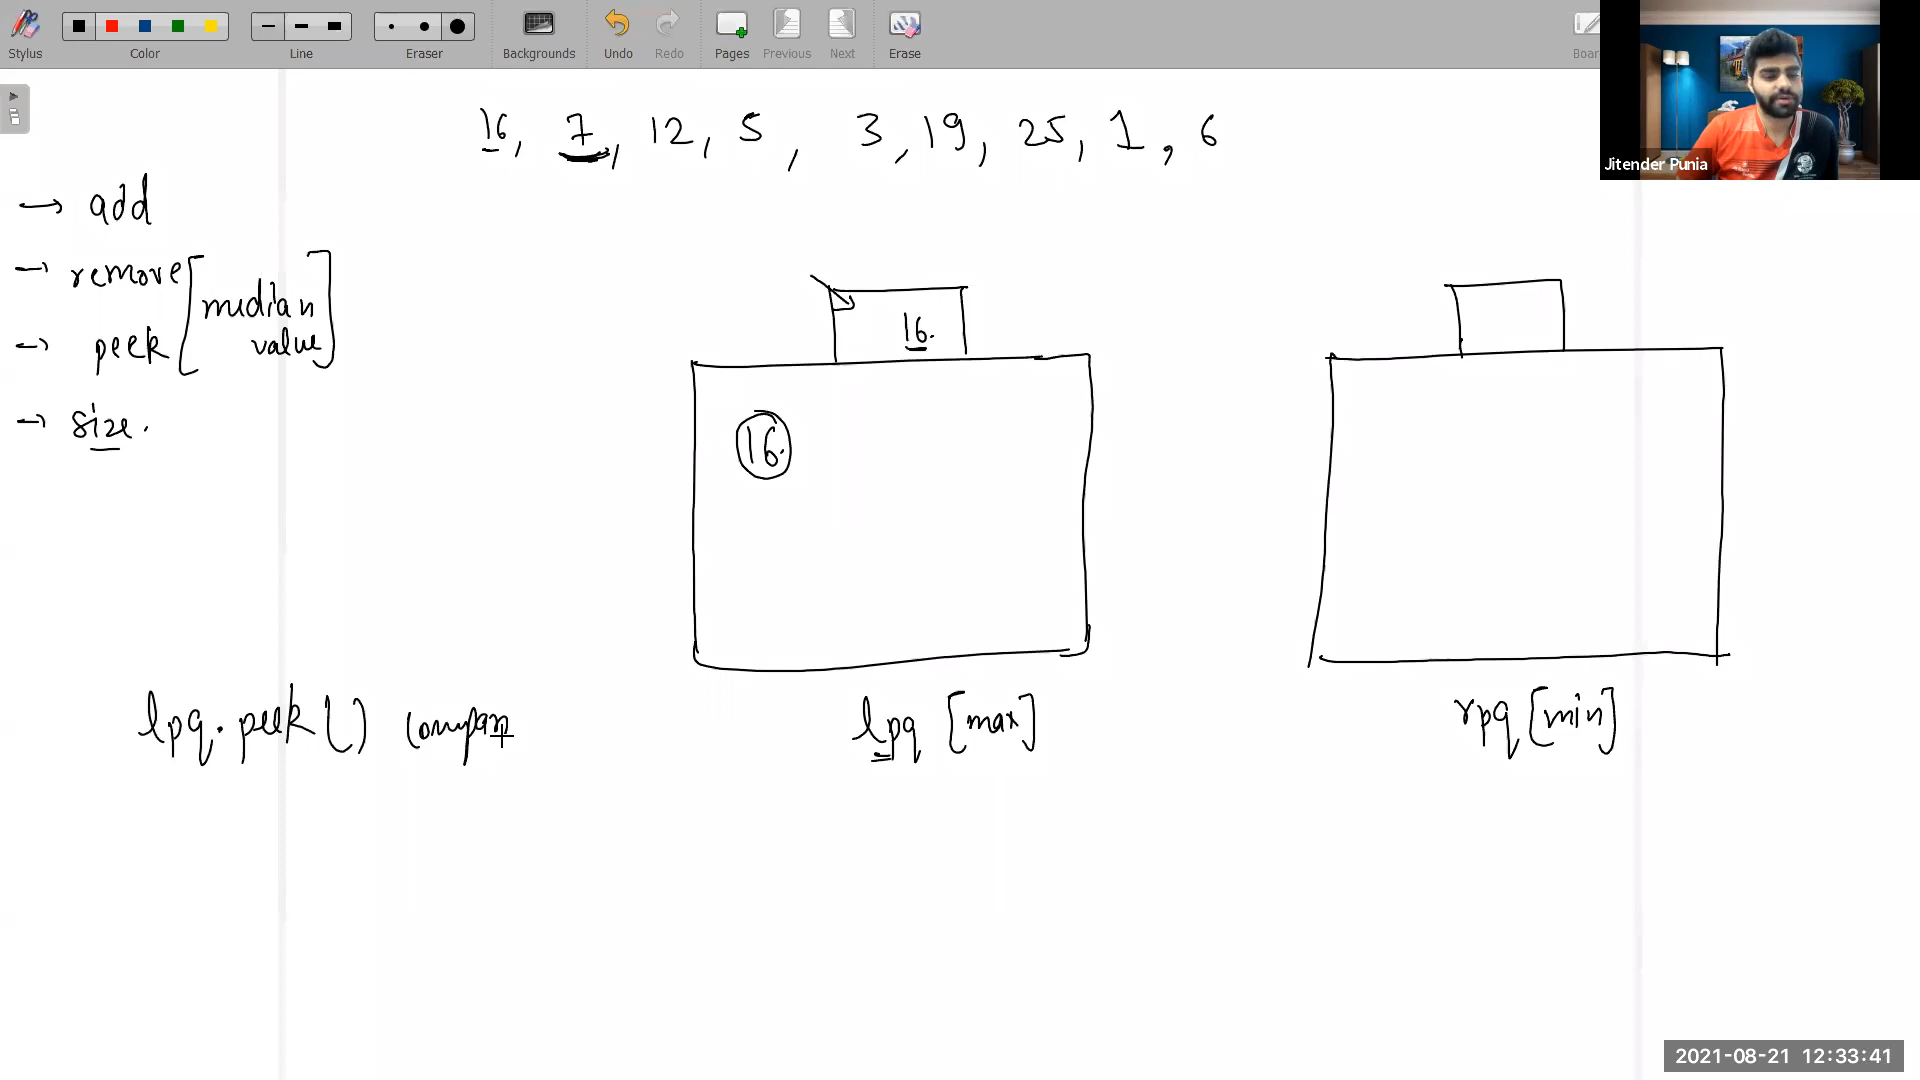 Stylus Color Line Eraser Backgrounds Undo Redo Pages Previous Next Erase
Jitender Punia
16, 7, 12, 5, 3, 19, 25, 1, 6
→ add
→ remove
→ peek
[median value]
→ size.
16.
16.
lpq.peek() compar
lpq [max]
rpq [min]
2021-08-21 12:33:41